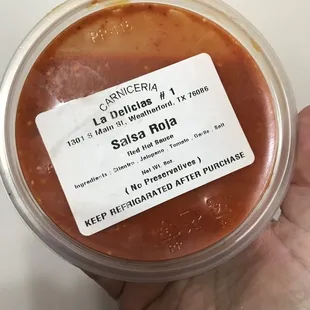 CARNICERIA
La Delicias # 1
1301 S Main St, Weatherford, TX 76086
Salsa Roja
Red Hot Sauce
Ingredients : Cilantro - Jalapeno - Tomato - Garlic - Salt
Net Wt. 8oz.
( No Preservatives )
KEEP REFRIGARATED AFTER PURCHASE